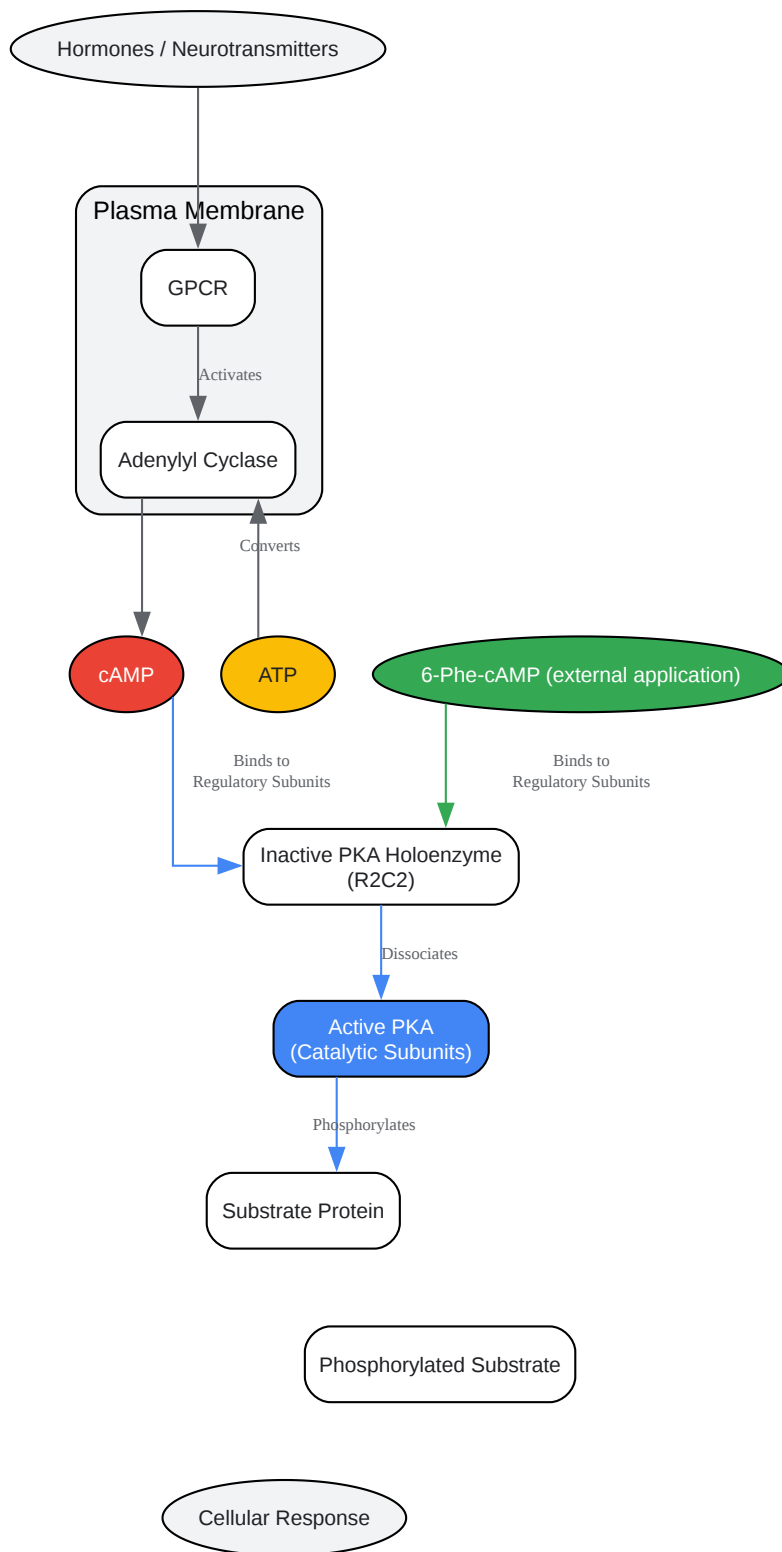 Hormones / Neurotransmitters
Plasma Membrane
GPCR
Activates
Adenylyl Cyclase
Converts
cAMP
ATP
6-Phe-cAMP (external application)
Binds to
Regulatory Subunits
Binds to
Regulatory Subunits
Inactive PKA Holoenzyme
(R2C2)
Dissociates
Active PKA
(Catalytic Subunits)
Phosphorylates
Substrate Protein
Phosphorylated Substrate
Cellular Response